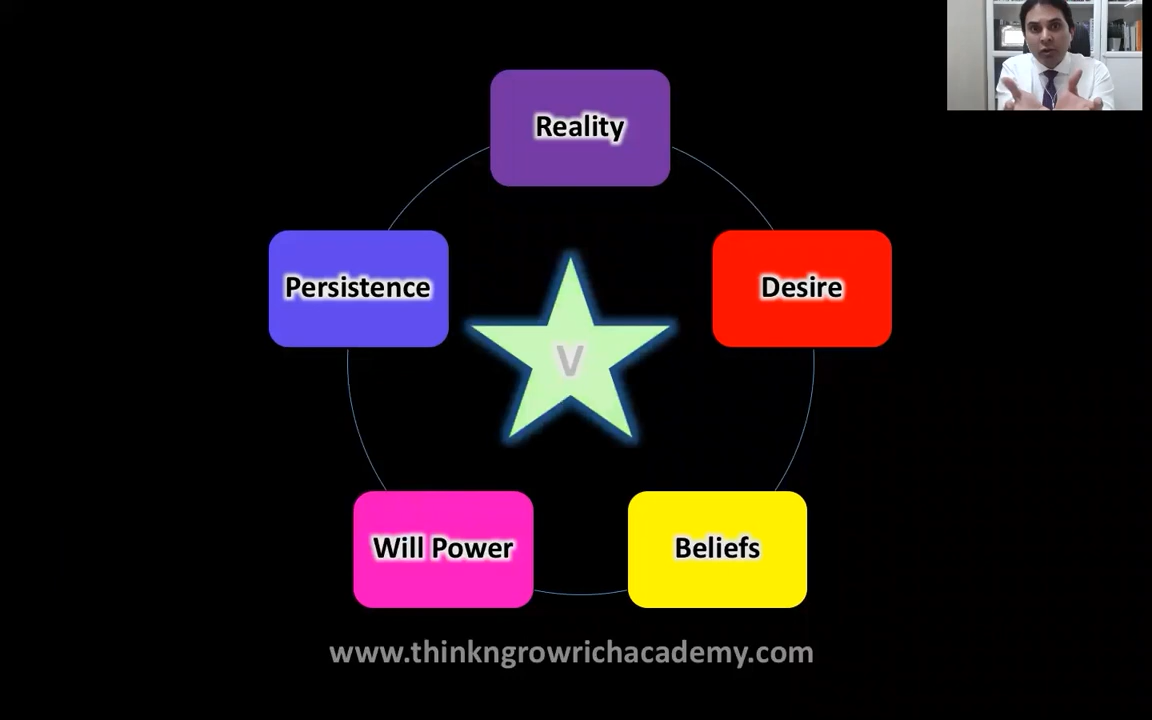 Reality
Persistence
Desire
V
Will Power
Beliefs
www.thinkngrowrichacademy.com